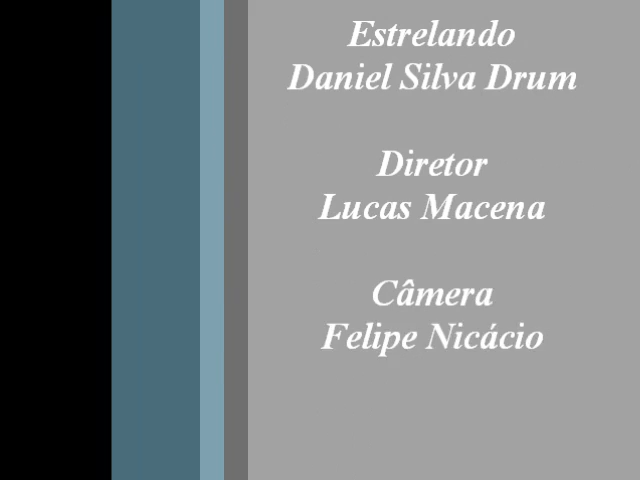 Estrelando
Daniel Silva Drum
Diretor
Lucas Macena
Câmera
Felipe Nicácio